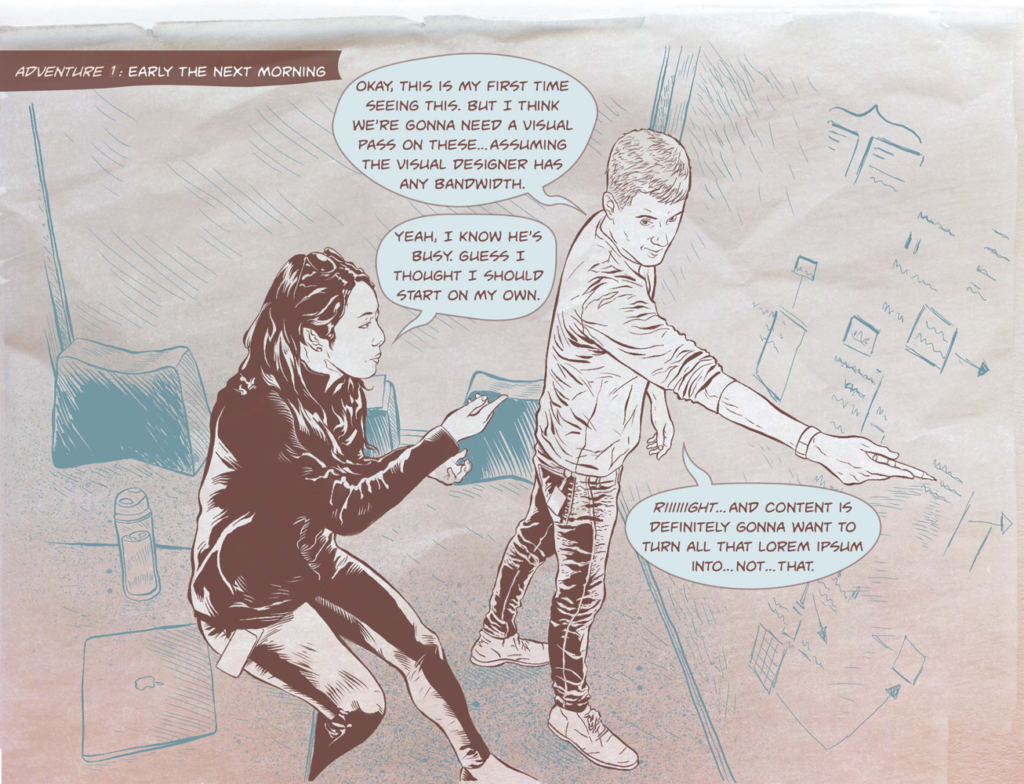 ADVENTURE 1: EARLY THE NEXT MORNING
OKAY, THIS IS MY FIRST TIME
SEEING THIS. BUT I THINK
WE'RE GONNA NEED A VISUAL
PASS ON THESE...ASSUMING
THE VISUAL DESIGNER HAS
ANY BANDWIDTH.
YEAH, I KNOW HE'S
BUSY. GUESS I
THOUGHT I SHOULD
START ON MY OWN.
RIIIIIGHT...AND CONTENT IS
DEFINITELY GONNA WANT TO
TURN ALL THAT LOREM IPSUM
INTO...NOT...THAT.